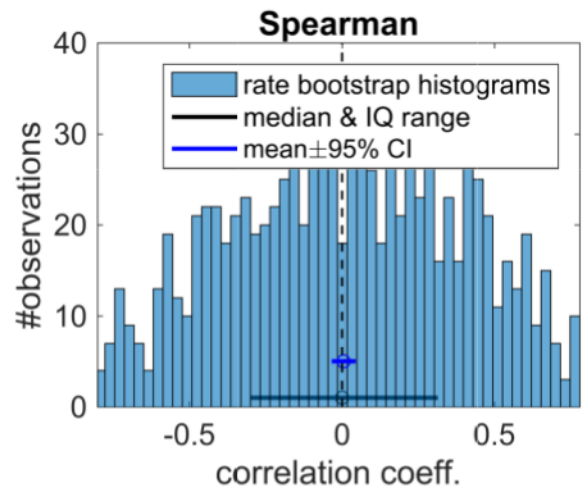 Spearman
40
30
20
10
0
#observations
rate bootstrap histograms
median & IQ range
mean±95% CI
-0.5
0
0.5
correlation coeff.